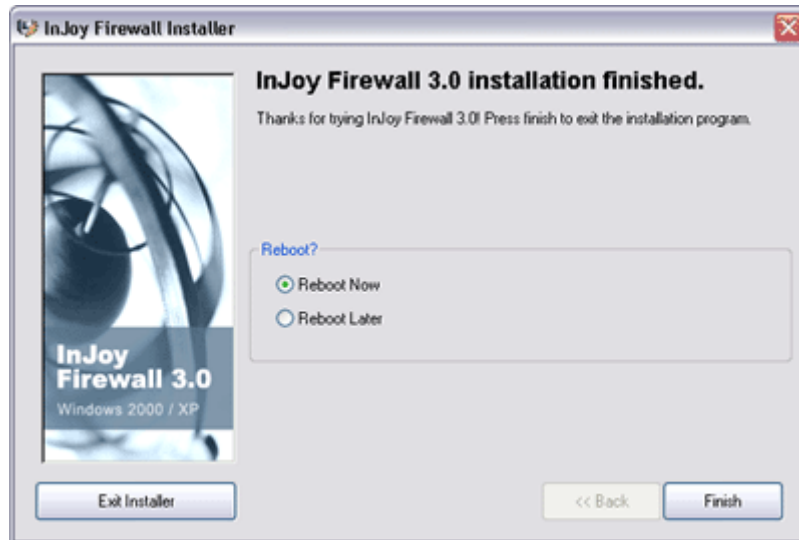 InJoy Firewall Installer
InJoy Firewall 3.0 installation finished.
Thanks for trying InJoy Firewall 3.0! Press finish to exit the installation program.
Reboot?
Reboot Now
Reboot Later
InJoy
Firewall 3.0
Windows 2000 / XP
Exit Installer
<< Back
Finish